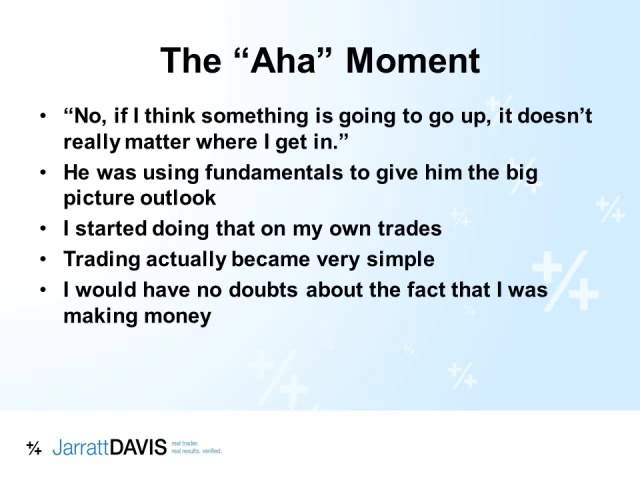 The “Aha” Moment
• “No, if I think something is going to go up, it doesn’t
really matter where I get in.”
• He was using fundamentals to give him the big
picture outlook
• I started doing that on my own trades
• Trading actually became very simple
• I would have no doubts about the fact that I was
making money
+⁄- JarrattDAVIS
real trades
real results. verified.